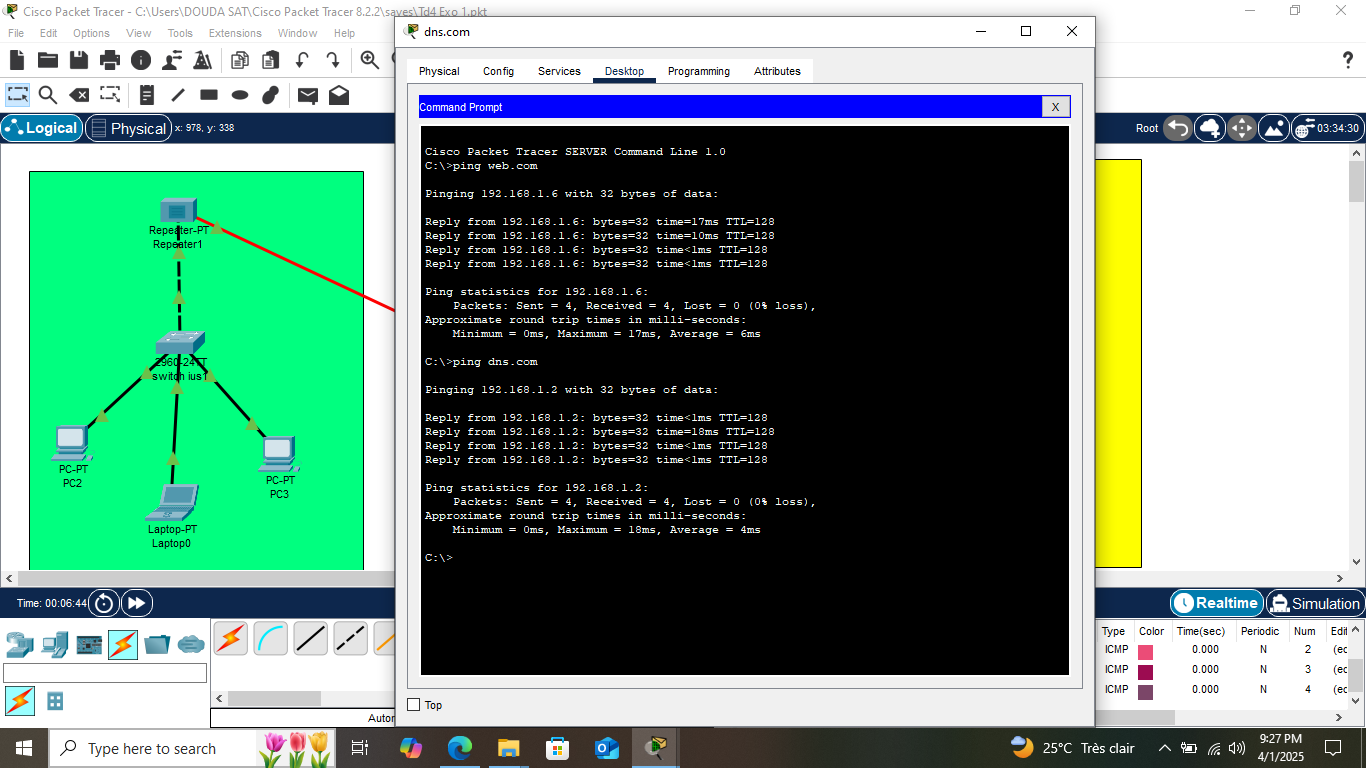 Cisco Packet Tracer - C:\Users\DOUDA SAT\Cisco Packet Tracer 8.2.2\saves\Td4 Exo 1.pkt
File Edit Options View Tools Extensions Window Help
Logical Physical x: 978, y: 338
Root 03:34:30
Repeater-PT
Repeater1
2960-24TT
switch ius1
PC-PT
PC2
PC-PT
PC3
Laptop-PT
Laptop0
dns.com
Physical Config Services Desktop Programming Attributes
Command Prompt X
Cisco Packet Tracer SERVER Command Line 1.0
C:\>ping web.com
Pinging 192.168.1.6 with 32 bytes of data:
Reply from 192.168.1.6: bytes=32 time=17ms TTL=128
Reply from 192.168.1.6: bytes=32 time=10ms TTL=128
Reply from 192.168.1.6: bytes=32 time<1ms TTL=128
Reply from 192.168.1.6: bytes=32 time<1ms TTL=128
Ping statistics for 192.168.1.6:
Packets: Sent = 4, Received = 4, Lost = 0 (0% loss),
Approximate round trip times in milli-seconds:
Minimum = 0ms, Maximum = 17ms, Average = 6ms
C:\>ping dns.com
Pinging 192.168.1.2 with 32 bytes of data:
Reply from 192.168.1.2: bytes=32 time<1ms TTL=128
Reply from 192.168.1.2: bytes=32 time=18ms TTL=128
Reply from 192.168.1.2: bytes=32 time<1ms TTL=128
Reply from 192.168.1.2: bytes=32 time<1ms TTL=128
Ping statistics for 192.168.1.2:
Packets: Sent = 4, Received = 4, Lost = 0 (0% loss),
Approximate round trip times in milli-seconds:
Minimum = 0ms, Maximum = 18ms, Average = 4ms
C:\>
Top
Time: 00:06:44
Realtime Simulation
Type Color Time(sec) Periodic Num Edi
ICMP 0.000 N 2 (ec
ICMP 0.000 N 3 (ec
ICMP 0.000 N 4 (ec
Autor
Type here to search
25°C Très clair
9:27 PM
4/1/2025